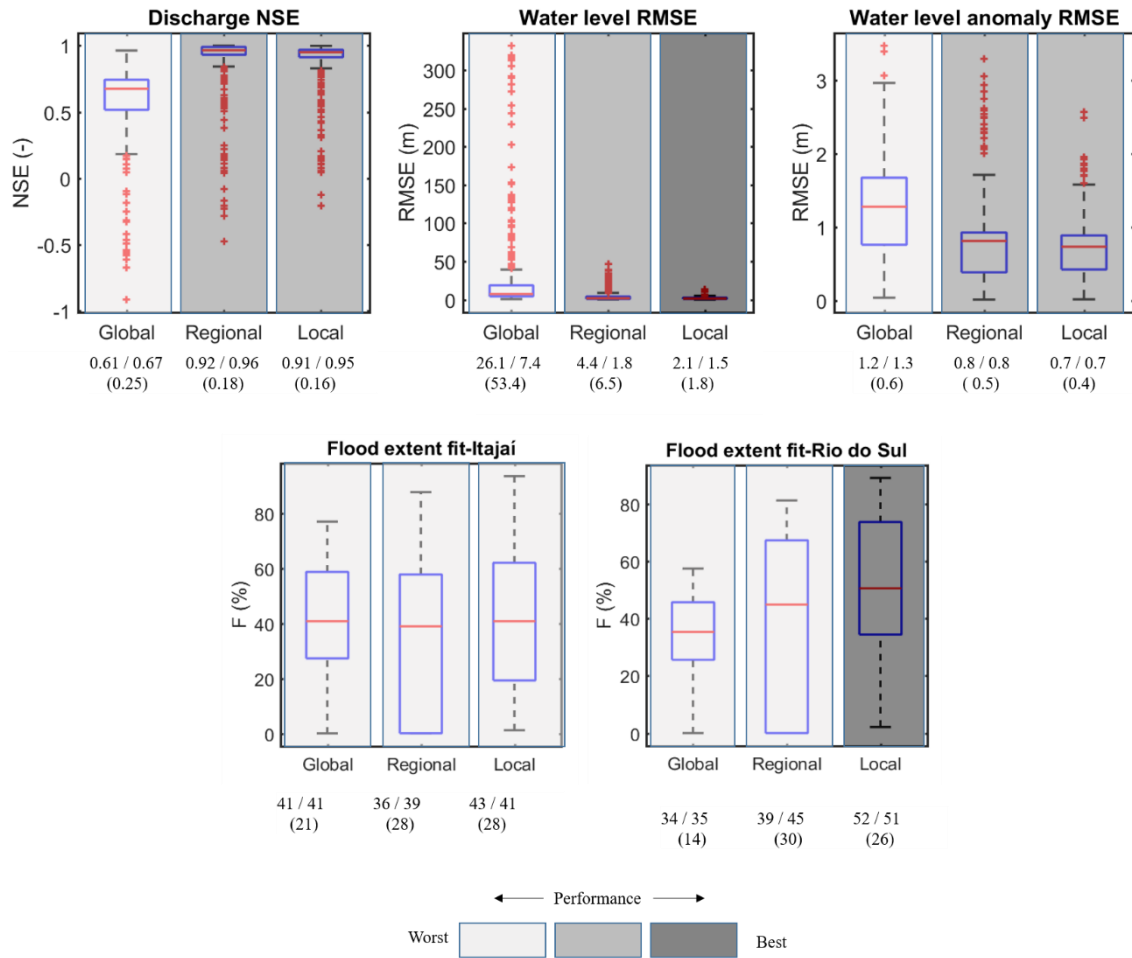 Discharge NSE
NSE (-)
1
0.5
0
-0.5
-1
Global Regional Local
0.61 / 0.67 0.92 / 0.96 0.91 / 0.95
(0.25) (0.18) (0.16)
Water level RMSE
RMSE (m)
300
250
200
150
100
50
0
Global Regional Local
26.1 / 7.4 4.4 / 1.8 2.1 / 1.5
(53.4) (6.5) (1.8)
Water level anomaly RMSE
RMSE (m)
3
2
1
0
Global Regional Local
1.2 / 1.3 0.8 / 0.8 0.7 / 0.7
(0.6) ( 0.5) (0.4)
Flood extent fit-Itajaí
F (%)
80
60
40
20
0
Global Regional Local
41 / 41 36 / 39 43 / 41
(21) (28) (28)
Flood extent fit-Rio do Sul
F (%)
80
60
40
20
0
Global Regional Local
34 / 35 39 / 45 52 / 51
(14) (30) (26)
Performance
Worst Best